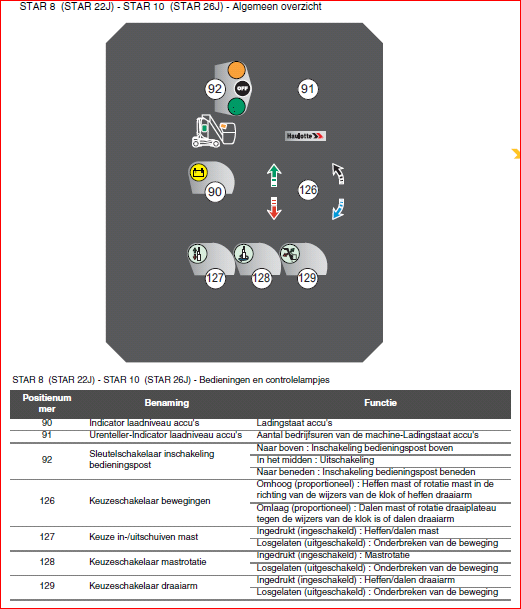 STAR 8 (STAR 22J) - STAR 10 (STAR 26J) - Algemeen overzicht
92
OFF
91
Haulotte
90
126
127
128
129
STAR 8 (STAR 22J) - STAR 10 (STAR 26J) - Bedieningen en controlelampjes
Positienum
mer
Benaming
Functie
90 Indicator laadniveau accu's Ladingstaat accu's
91 Urenteller-Indicator laadniveau accu's Aantal bedrijfsuren van de machine-Ladingstaat accu's
92 Sleutelschakelaar inschakeling
bedieningspost
Naar boven : Inschakeling bedieningspost boven
In het midden : Uitschakeling
Naar beneden : Inschakeling bedieningspost beneden
126 Keuzeschakelaar bewegingen
Omhoog (proportioneel) : Heffen mast of rotatie mast in de
richting van de wijzers van de klok of heffen draaiarm
Omlaag (proportioneel) : Dalen mast of rotatie draaiplateau
tegen de wijzers van de klok is of dalen draaiarm
127 Keuze in-/uitschuiven mast
Ingedrukt (ingeschakeld) : Heffen/dalen mast
Losgelaten (uitgeschakeld) : Onderbreken van de beweging
128 Keuzeschakelaar mastrotatie
Ingedrukt (ingeschakeld) : Mastrotatie
Losgelaten (uitgeschakeld) : Onderbreken van de beweging
129 Keuzeschakelaar draaiarm
Ingedrukt (ingeschakeld) : Heffen/dalen draaiarm
Losgelaten (uitgeschakeld) : Onderbreken van de beweging